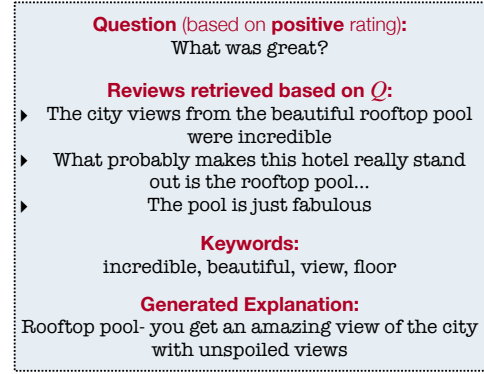 Question (based on positive rating):
What was great?
Reviews retrieved based on Q:
‣ The city views from the beautiful rooftop pool
were incredible
‣ What probably makes this hotel really stand
out is the rooftop pool...
‣ The pool is just fabulous
Keywords:
incredible, beautiful, view, floor
Generated Explanation:
Rooftop pool- you get an amazing view of the city
with unspoiled views